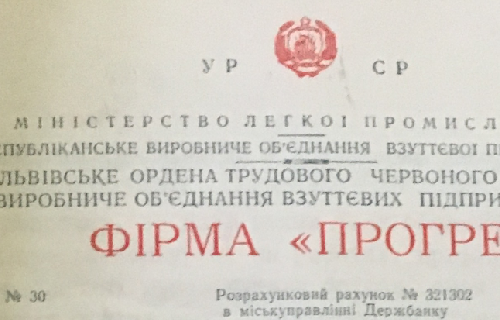 УР СР
МІНІСТЕРСТВО ЛЕГКОЇ ПРОМИСЛ
СПУБЛІКАНСЬКЕ ВИРОБНИЧЕ ОБ'ЄДНАННЯ ВЗУТТЄВОЇ П
ЛЬВІВСЬКЕ ОРДЕНА ТРУДОВОГО ЧЕРВОНОГО
ВИРОБНИЧЕ ОБ'ЄДНАННЯ ВЗУТТЄВИХ ПІДПРИ
ФІРМА «ПРОГРЕ
№ 30
Розрахунковий рахунок № 321302
в міськуправлінні Держбанку